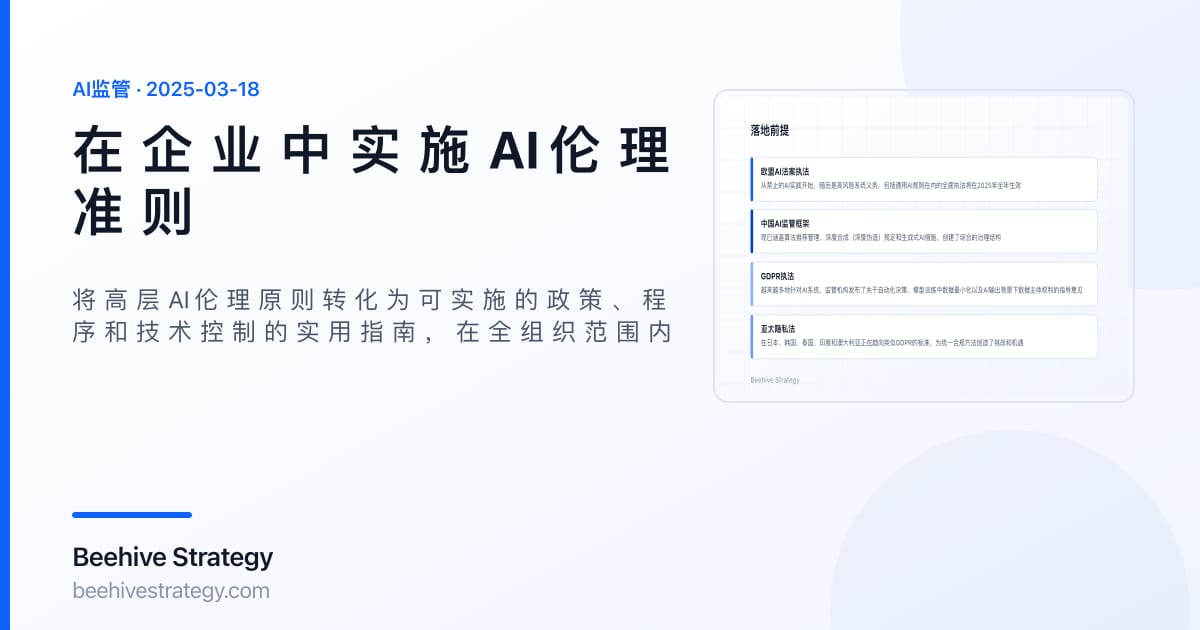 AI监管 · 2025-03-18
在企业中实施AI伦理
准则
将高层AI伦理原则转化为可实施的政策、程
序和技术控制的实用指南，在全组织范围内
落地前提
欧盟AI法案执法
从禁止的AI实践开始，随后是高风险系统义务，包括通用AI规则在内的全面执法将在2025年全年生效
中国AI监管框架
现已涵盖算法推荐管理、深度合成（深度伪造）规定和生成式AI措施，创建了综合的治理结构
GDPR执法
越来越多地针对AI系统，监管机构发布了关于自动化决策、模型训练中数据最小化以及AI输出背景下数据主体权利的指导意见
亚太隐私法
在日本、韩国、泰国、印度和澳大利亚正在趋向类似GDPR的标准，为统一合规方法创造了挑战和机遇
Beehive Strategy
Beehive Strategy
beehivestrategy.com